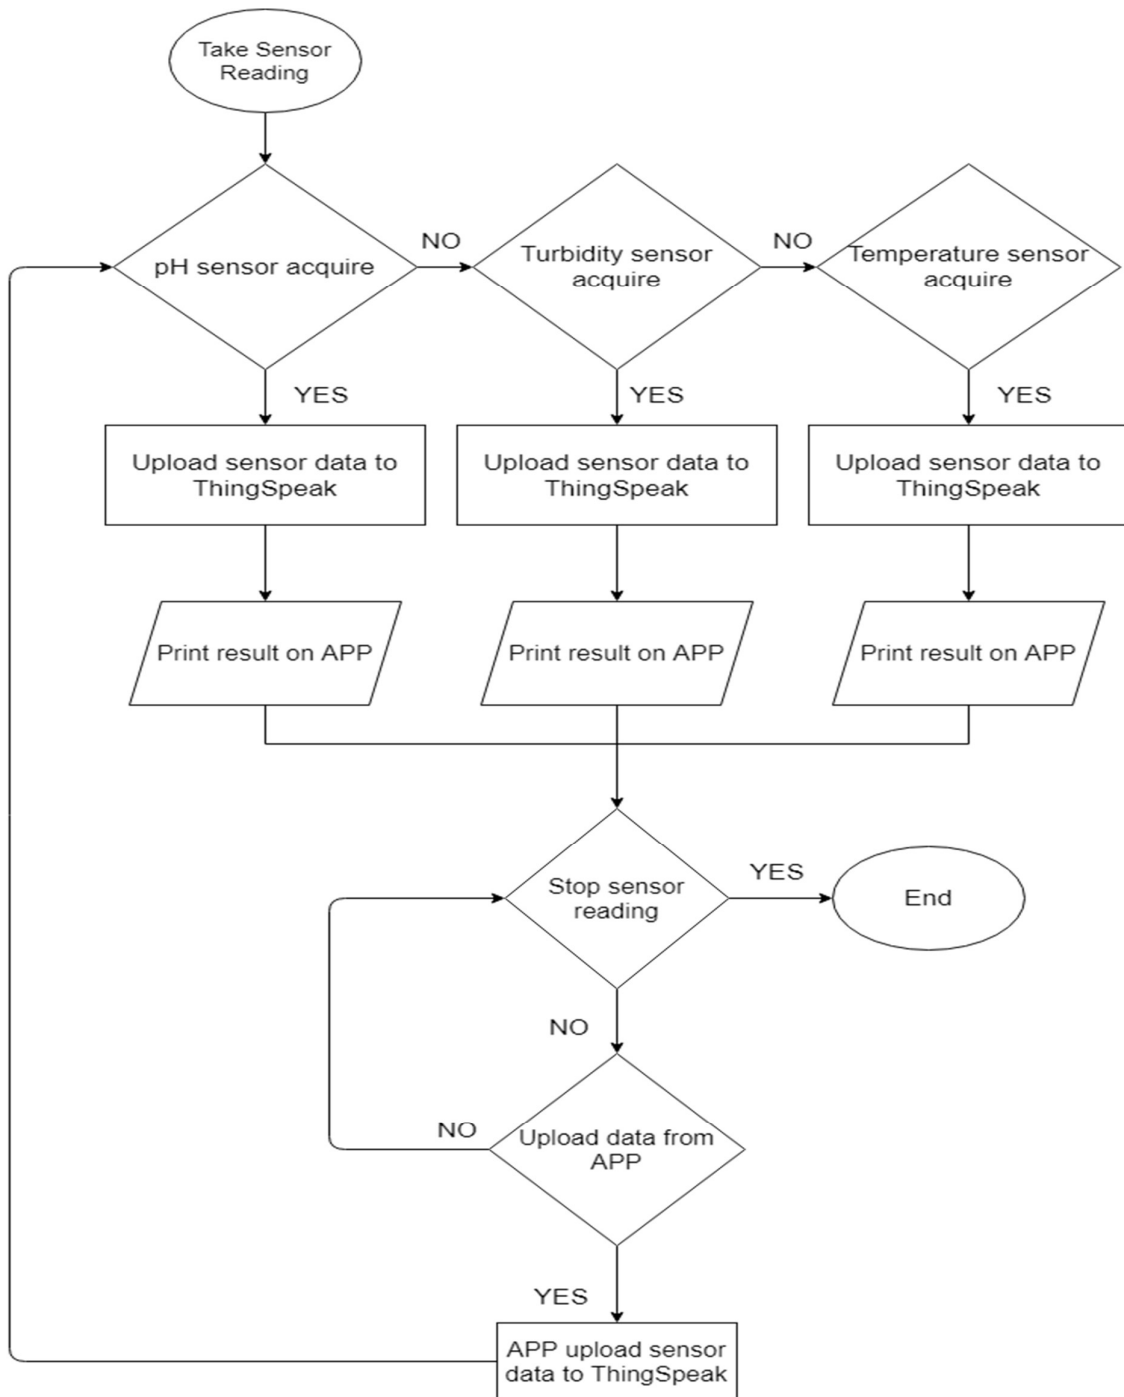 Take Sensor
Reading
pH sensor acquire
NO
Turbidity sensor
acquire
NO
Temperature sensor
acquire
YES
YES
YES
Upload sensor data to
ThingSpeak
Upload sensor data to
ThingSpeak
Upload sensor data to
ThingSpeak
Print result on APP
Print result on APP
Print result on APP
Stop sensor
reading
YES
End
NO
Upload data from
APP
NO
YES
APP upload sensor
data to ThingSpeak